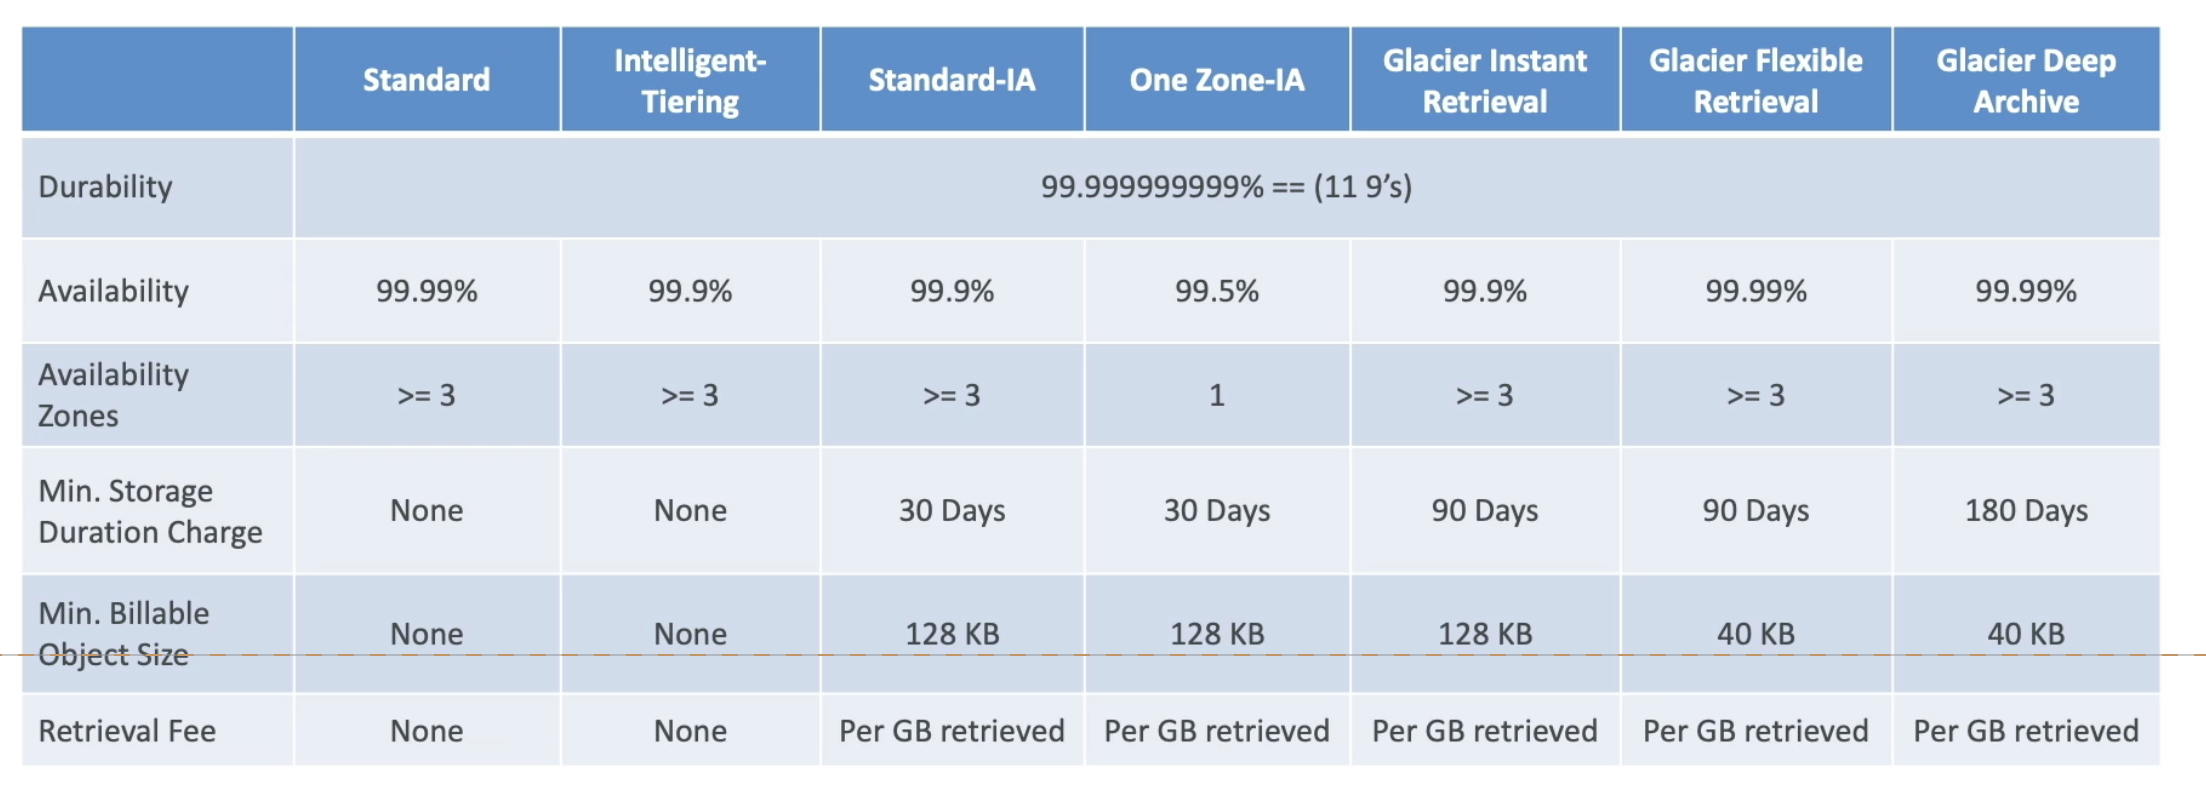 Standard
Intelligent-
Tiering
Standard-IA
One Zone-IA
Glacier Instant
Retrieval
Glacier Flexible
Retrieval
Glacier Deep
Archive
Durability
99.999999999% == (11 9’s)
Availability
99.99%
99.9%
99.9%
99.5%
99.9%
99.99%
99.99%
Availability
Zones
>= 3
>= 3
>= 3
1
>= 3
>= 3
>= 3
Min. Storage
Duration Charge
None
None
30 Days
30 Days
90 Days
90 Days
180 Days
Min. Billable
Object Size
None
None
128 KB
128 KB
128 KB
40 KB
40 KB
Retrieval Fee
None
None
Per GB retrieved
Per GB retrieved
Per GB retrieved
Per GB retrieved
Per GB retrieved